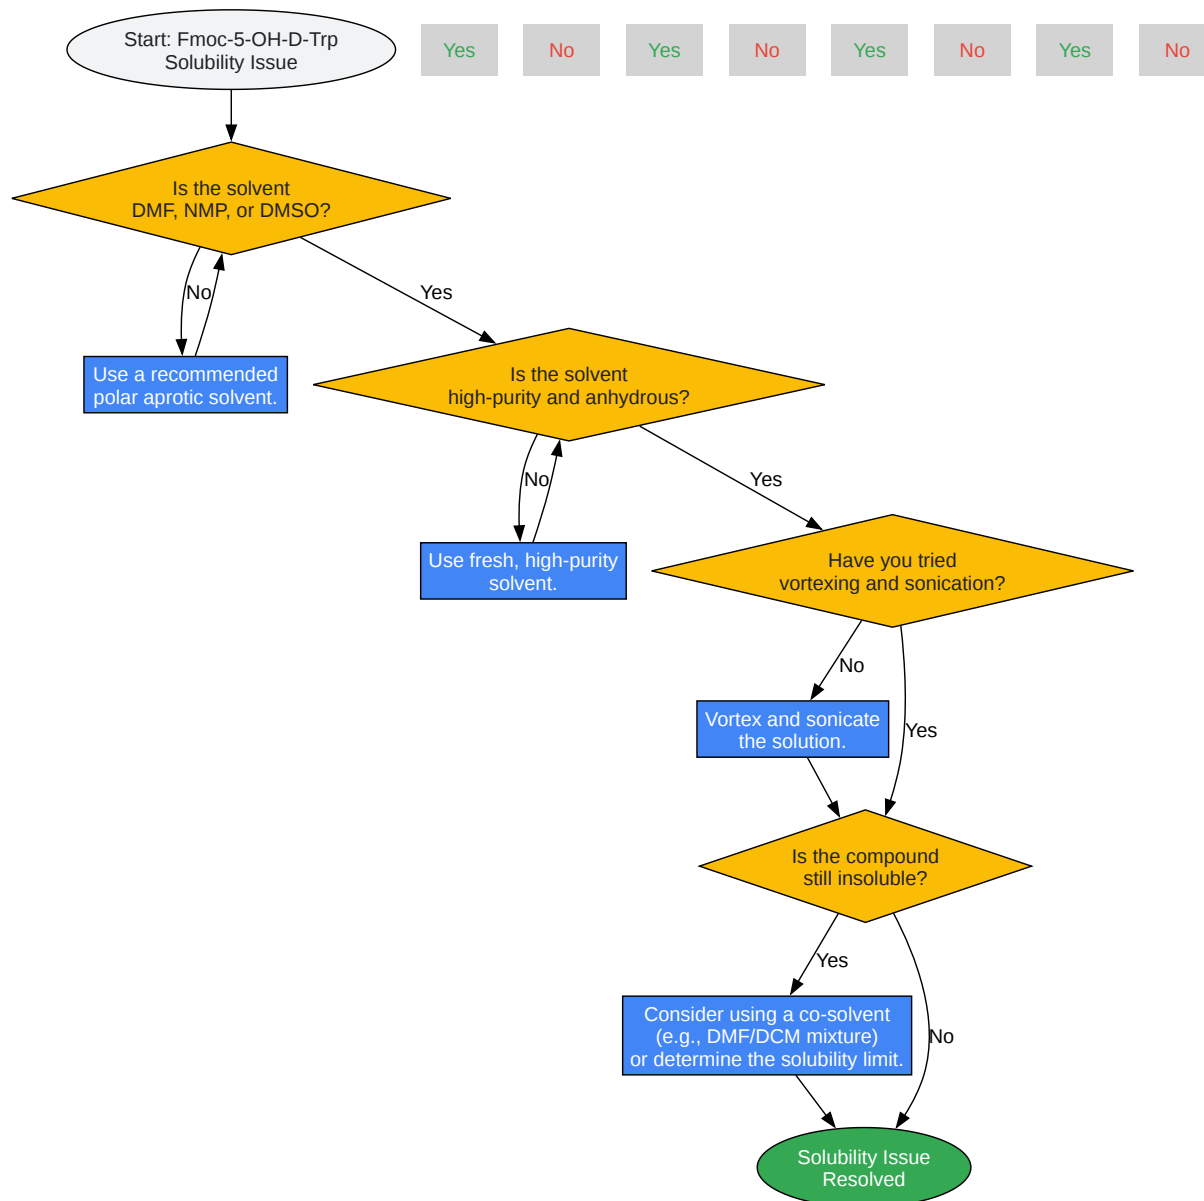 Start: Fmoc-5-OH-D-Trp
Solubility Issue
Yes
No
Yes
No
Yes
No
Yes
No
Is the solvent
DMF, NMP, or DMSO?
No
Yes
Use a recommended
polar aprotic solvent.
Is the solvent
high-purity and anhydrous?
No
Yes
Use fresh, high-purity
solvent.
Have you tried
vortexing and sonication?
No
Yes
Vortex and sonicate
the solution.
Is the compound
still insoluble?
Yes
No
Consider using a co-solvent
(e.g., DMF/DCM mixture)
or determine the solubility limit.
Solubility Issue
Resolved